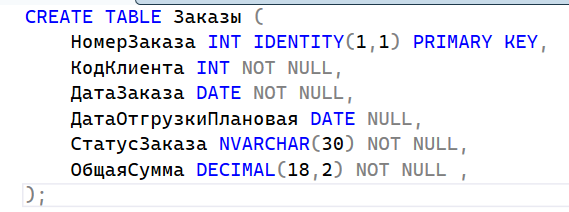 CREATE TABLE Заказы (
    НомерЗаказа INT IDENTITY(1,1) PRIMARY KEY,
    КодКлиента INT NOT NULL,
    ДатаЗаказа DATE NOT NULL,
    ДатаОтгрузкиПлановая DATE NULL,
    СтатусЗаказа NVARCHAR(30) NOT NULL,
    ОбщаяСумма DECIMAL(18,2) NOT NULL ,
);